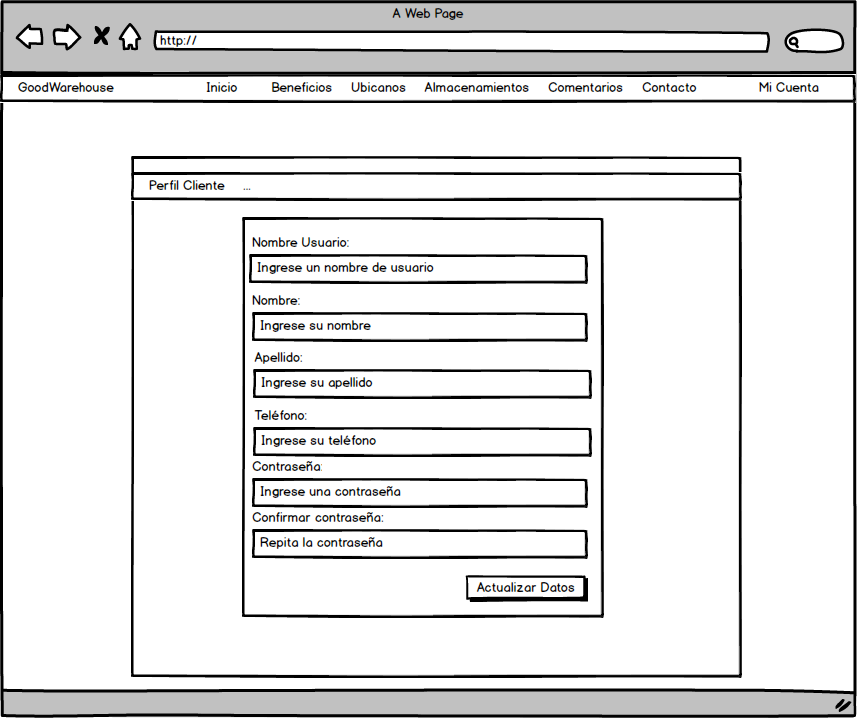 A Web Page
http://
GoodWarehouse Inicio Beneficios Ubicanos Almacenamientos Comentarios Contacto Mi Cuenta
Perfil Cliente ...
Nombre Usuario:
Ingrese un nombre de usuario
Nombre:
Ingrese su nombre
Apellido:
Ingrese su apellido
Teléfono:
Ingrese su teléfono
Contraseña:
Ingrese una contraseña
Confirmar contraseña:
Repita la contraseña
Actualizar Datos